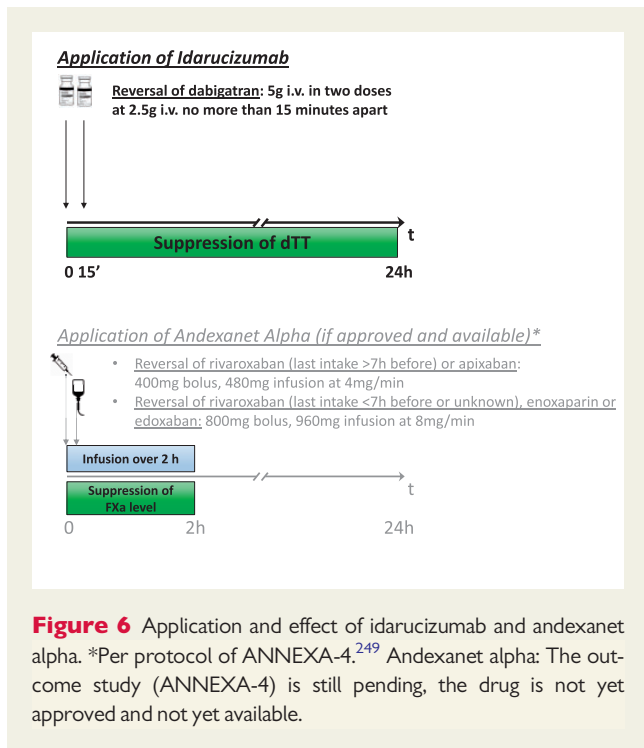 Application of Idarucizumab
Reversal of dabigatran: 5g i.v. in two doses
at 2.5g i.v. no more than 15 minutes apart
t
Suppression of dTT
0 15’ 24h
Application of Andexanet Alpha (if approved and available)*
• Reversal of rivaroxaban (last intake >7h before) or apixaban:
400mg bolus, 480mg infusion at 4mg/min
• Reversal of rivaroxaban (last intake <7h before or unknown), enoxaparin or
edoxaban: 800mg bolus, 960mg infusion at 8mg/min
Infusion over 2 h
t
Suppression of
FXa level
0 2h 24h
Figure 6 Application and effect of idarucizumab and andexanet
alpha. *Per protocol of ANNEXA-4.249 Andexanet alpha: The out-
come study (ANNEXA-4) is still pending, the drug is not yet
approved and not yet available.